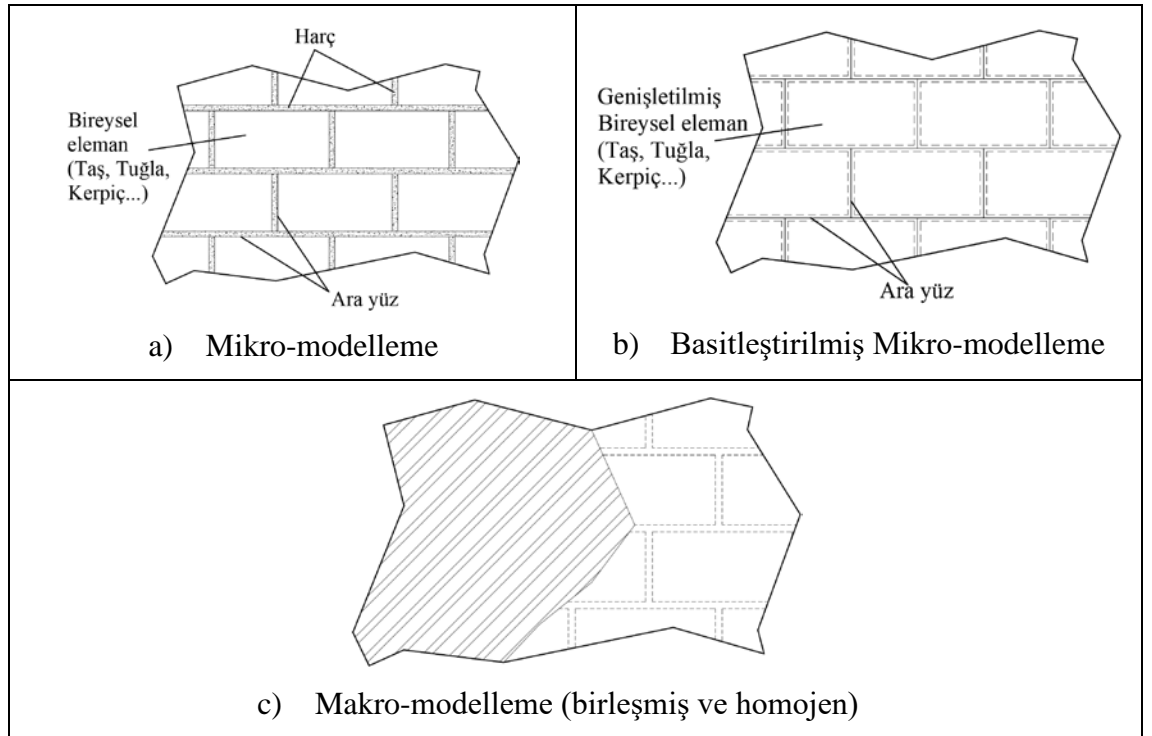 Harç
Bireysel
eleman
(Taş, Tuğla,
Kerpiç...)
Ara yüz
a) Mikro-modelleme
Genişletilmiş
Bireysel eleman
(Taş, Tuğla,
Kerpiç...)
Ara yüz
b) Basitleştirilmiş Mikro-modelleme
c) Makro-modelleme (birleşmiş ve homojen)